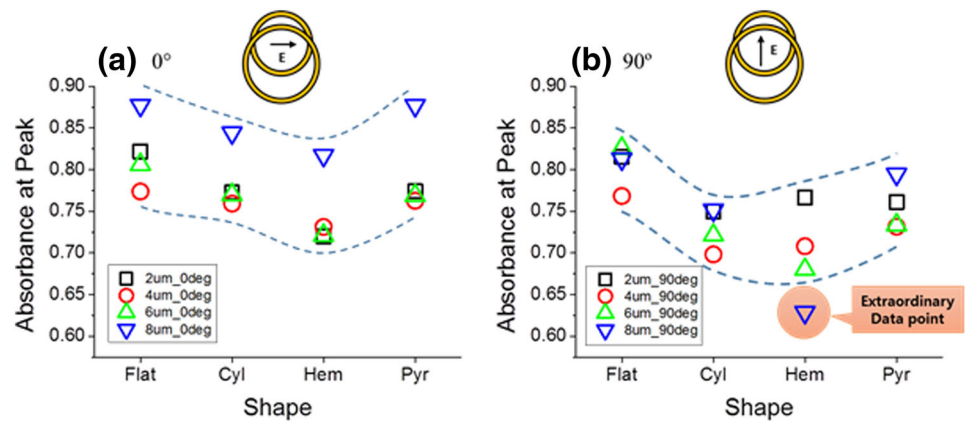 (a) 0°
E
0.90
0.85
0.80
0.75
0.70
0.65
0.60
Absorbance at Peak
2um_0deg
4um_0deg
6um_0deg
8um_0deg
Flat Cyl Hem Pyr
Shape
(b) 90°
E
0.90
0.85
0.80
0.75
0.70
0.65
0.60
Absorbance at Peak
2um_90deg
4um_90deg
6um_90deg
8um_90deg
Extraordinary
Data point
Flat Cyl Hem Pyr
Shape